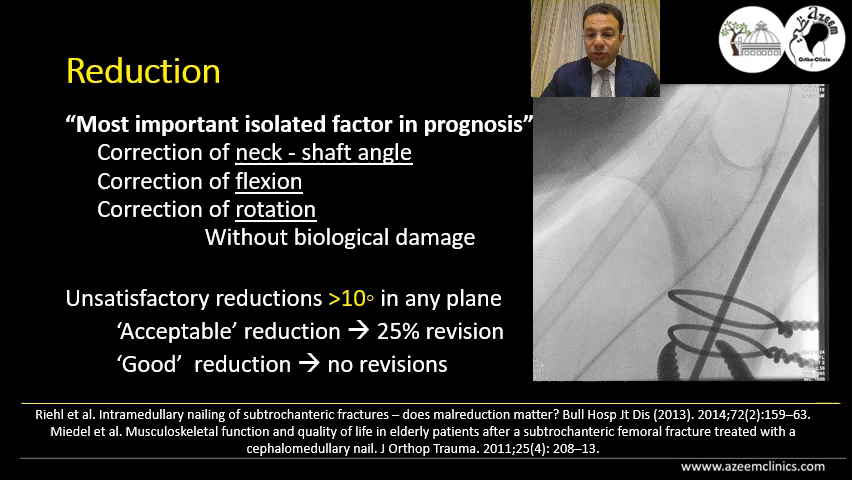 Azeem
Ortho-Clinic
Reduction
“Most important isolated factor in prognosis”
Correction of neck - shaft angle
Correction of flexion
Correction of rotation
Without biological damage
Unsatisfactory reductions >10◦ in any plane
‘Acceptable’ reduction → 25% revision
‘Good’ reduction → no revisions
Riehl et al. Intramedullary nailing of subtrochanteric fractures – does malreduction matter? Bull Hosp Jt Dis (2013). 2014;72(2):159–63.
Miedel et al. Musculoskeletal function and quality of life in elderly patients after a subtrochanteric femoral fracture treated with a
cephalomedullary nail. J Orthop Trauma. 2011;25(4): 208–13.
www.azeemclinics.com